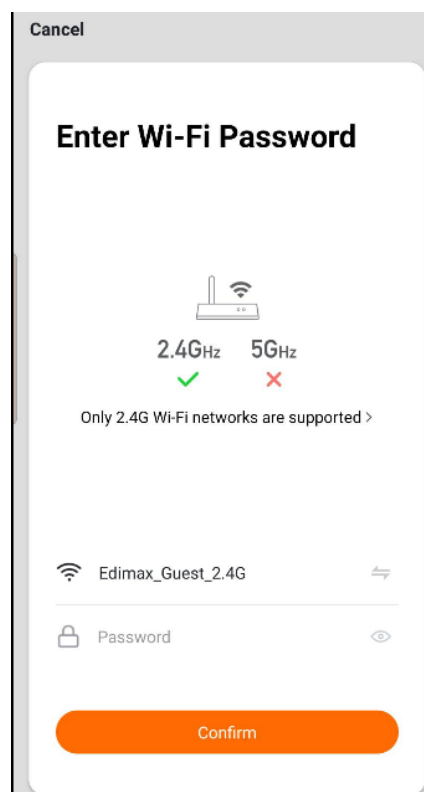 Cancel
Enter Wi-Fi Password
2.4GHz 5GHz
Only 2.4G Wi-Fi networks are supported >
Edimax_Guest_2.4G
Password
Confirm